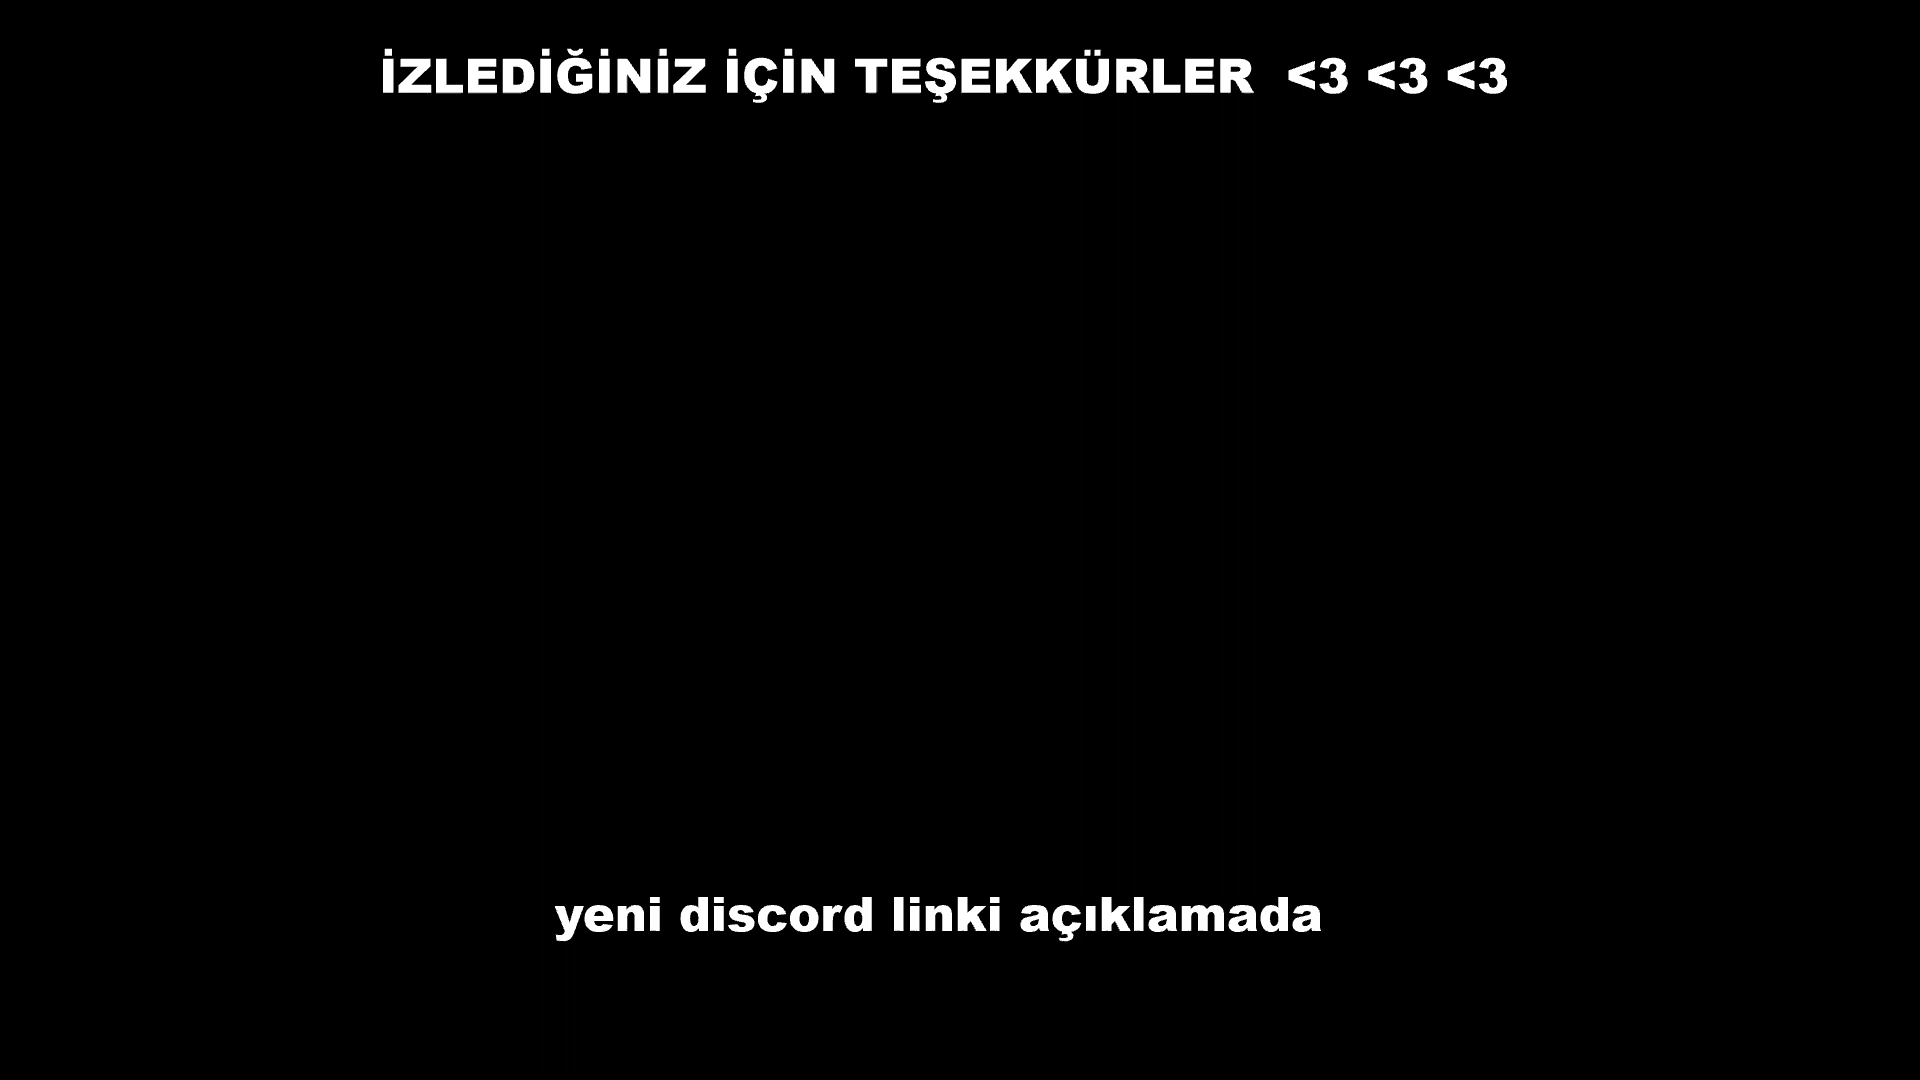 İZLEDİĞİNİZ İÇİN TEŞEKKÜRLER <3 <3 <3
yeni discord linki açıklamada